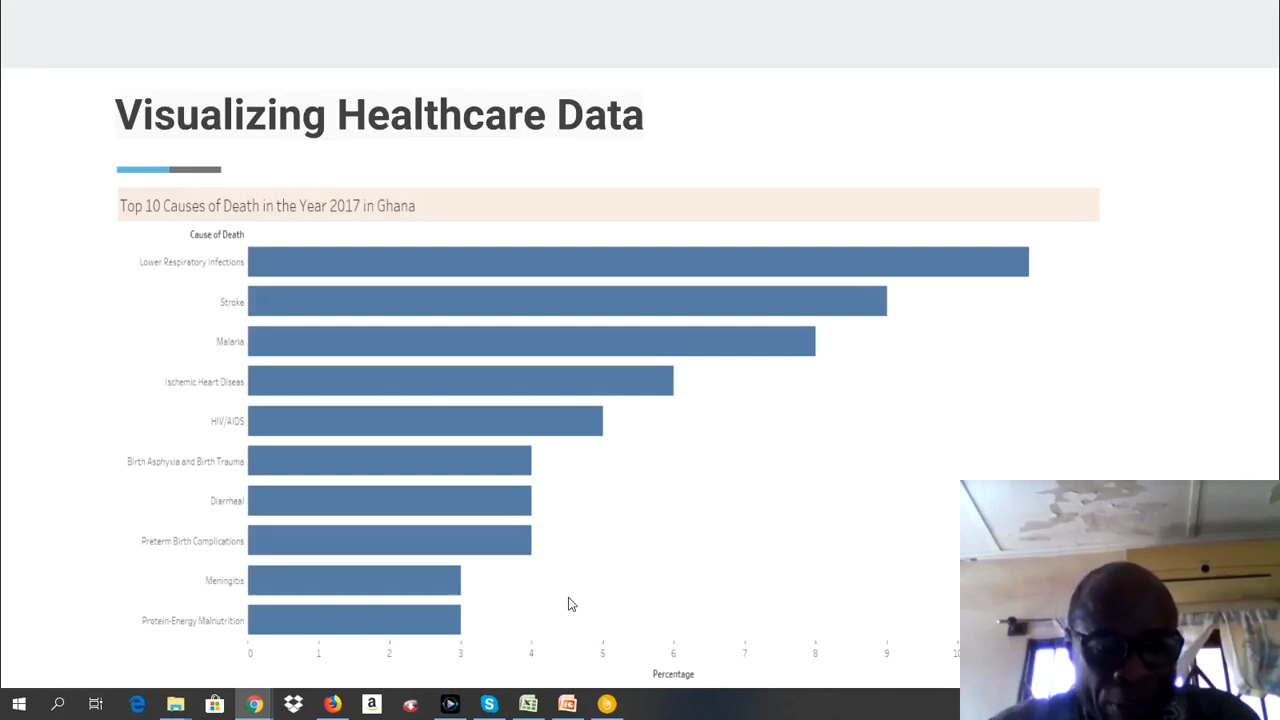 Visualizing Healthcare Data
Top 10 Causes of Death in the Year 2017 in Ghana
Cause of Death
Lower Respiratory Infections
Stroke
Malaria
Ischemic Heart Diseas
HIV/AIDS
Birth Asphyxia and Birth Trauma
Diarrheal
Preterm Birth Complications
Meningitis
Protein-Energy Malnutrition
0 1 2 3 4 5 6 7 8 9
Percentage